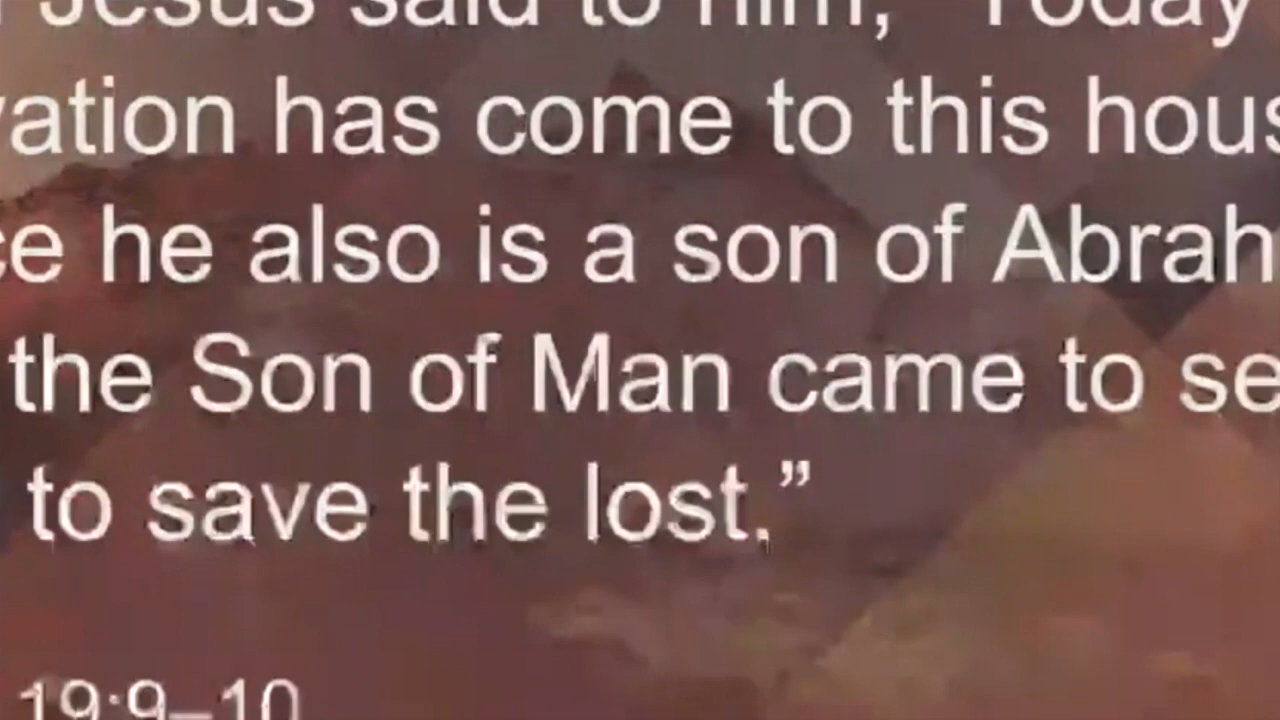 Jesus said to him, “Today
vation has come to this hous
ce he also is a son of Abrah
the Son of Man came to se
to save the lost.”
19:9–10